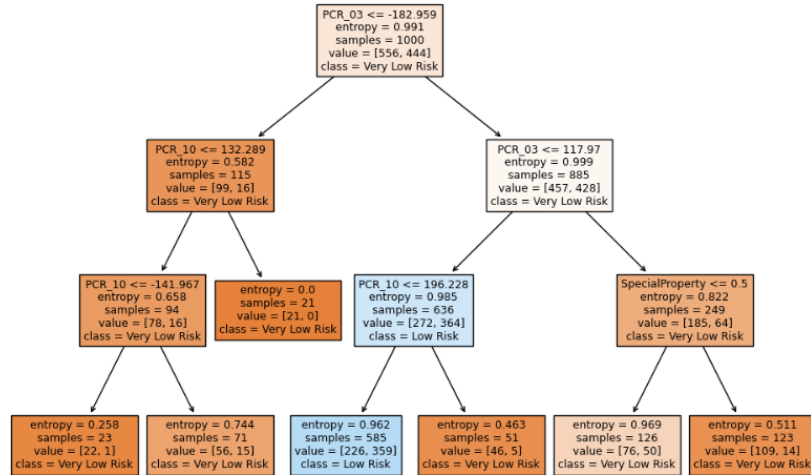 PCR_03 <= -182.959
entropy = 0.991
samples = 1000
value = [556, 444]
class = Very Low Risk
PCR_10 <= 132.289
entropy = 0.582
samples = 115
value = [99, 16]
class = Very Low Risk
PCR_03 <= 117.97
entropy = 0.999
samples = 885
value = [457, 428]
class = Very Low Risk
PCR_10 <= -141.967
entropy = 0.658
samples = 94
value = [78, 16]
class = Very Low Risk
entropy = 0.0
samples = 21
value = [21, 0]
class = Very Low Risk
PCR_10 <= 196.228
entropy = 0.985
samples = 636
value = [272, 364]
class = Low Risk
SpecialProperty <= 0.5
entropy = 0.822
samples = 249
value = [185, 64]
class = Very Low Risk
entropy = 0.258
samples = 23
value = [22, 1]
class = Very Low Risk
entropy = 0.744
samples = 71
value = [56, 15]
class = Very Low Risk
entropy = 0.962
samples = 585
value = [226, 359]
class = Low Risk
entropy = 0.463
samples = 51
value = [46, 5]
class = Very Low Risk
entropy = 0.969
samples = 126
value = [76, 50]
class = Very Low Risk
entropy = 0.511
samples = 123
value = [109, 14]
class = Very Low Risk